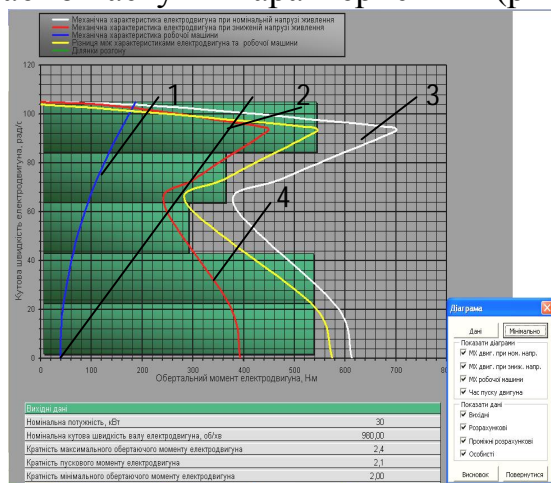 Механічна характеристика електродвигуна при номінальній напрузі живлення
Механічна характеристика електродвигуна при зниженій напрузі живлення
Механічна характеристика робочої машини
Різниця між характеристиками електродвигуна та робочої машини
Ділянки розгону
120
100
80
60
40
20
0
Кутова швидкість електродвигуна, рад/с
1
2
3
4
0 100 200 300 400 500 600 700
Обертальний момент електродвигуна, Нм
Діаграма
Дані Мінімально
Показати діаграми
МХ двиг. при ном. напр.
МХ двиг. при зниж. напр.
МХ робочої машини
Час пуску двигуна
Показати дані
Вихідні
Розрахункові
Проміжні розрахункові
Особисті
Висновок Повернутися
Вихідні дані
Номінальна потужність, кВт 30
Номінальна кутова швидкість валу електродвигуна, об/хв 980,00
Кратність максимального обертаючого моменту електродвигуна 2,4
Кратність пускового моменту електродвигуна 2,1
Кратність мінімального обертаючого моменту електродвигуна 2,00